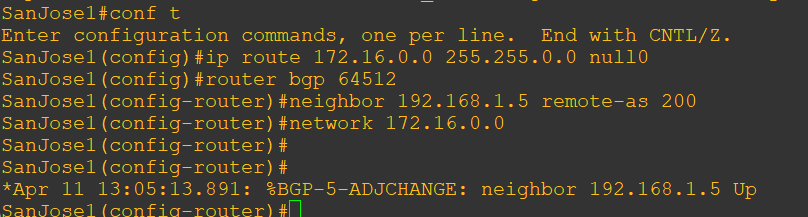 SanJose1#conf t
Enter configuration commands, one per line.  End with CNTL/Z.
SanJose1(config)#ip route 172.16.0.0 255.255.0.0 null0
SanJose1(config)#router bgp 64512
SanJose1(config-router)#neighbor 192.168.1.5 remote-as 200
SanJose1(config-router)#network 172.16.0.0
SanJose1(config-router)#
SanJose1(config-router)#
*Apr 11 13:05:13.891: %BGP-5-ADJCHANGE: neighbor 192.168.1.5 Up
SanJose1(config-router)#